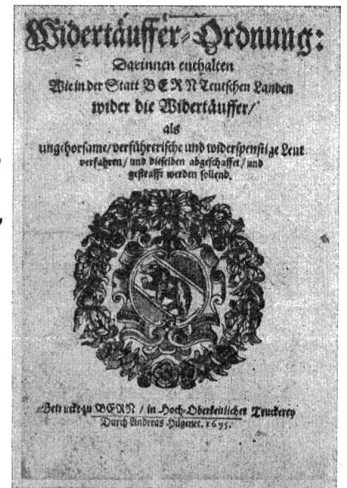 Widertäuffer-Ordnung:
Darinnen enthalten
Wie in der Statt BERN Teutschen Landen
wider die Widertäuffer/
als
ungehorsame/verführerische und widerspenstige Leut
verfahren/ und dieselben abgeschaffet/und
gestrafft werden sollend.
Getruckt zu BERN / in Hoch-Oberkeitlicher Truckerey
Durch Andreas Hügenet. 1695.